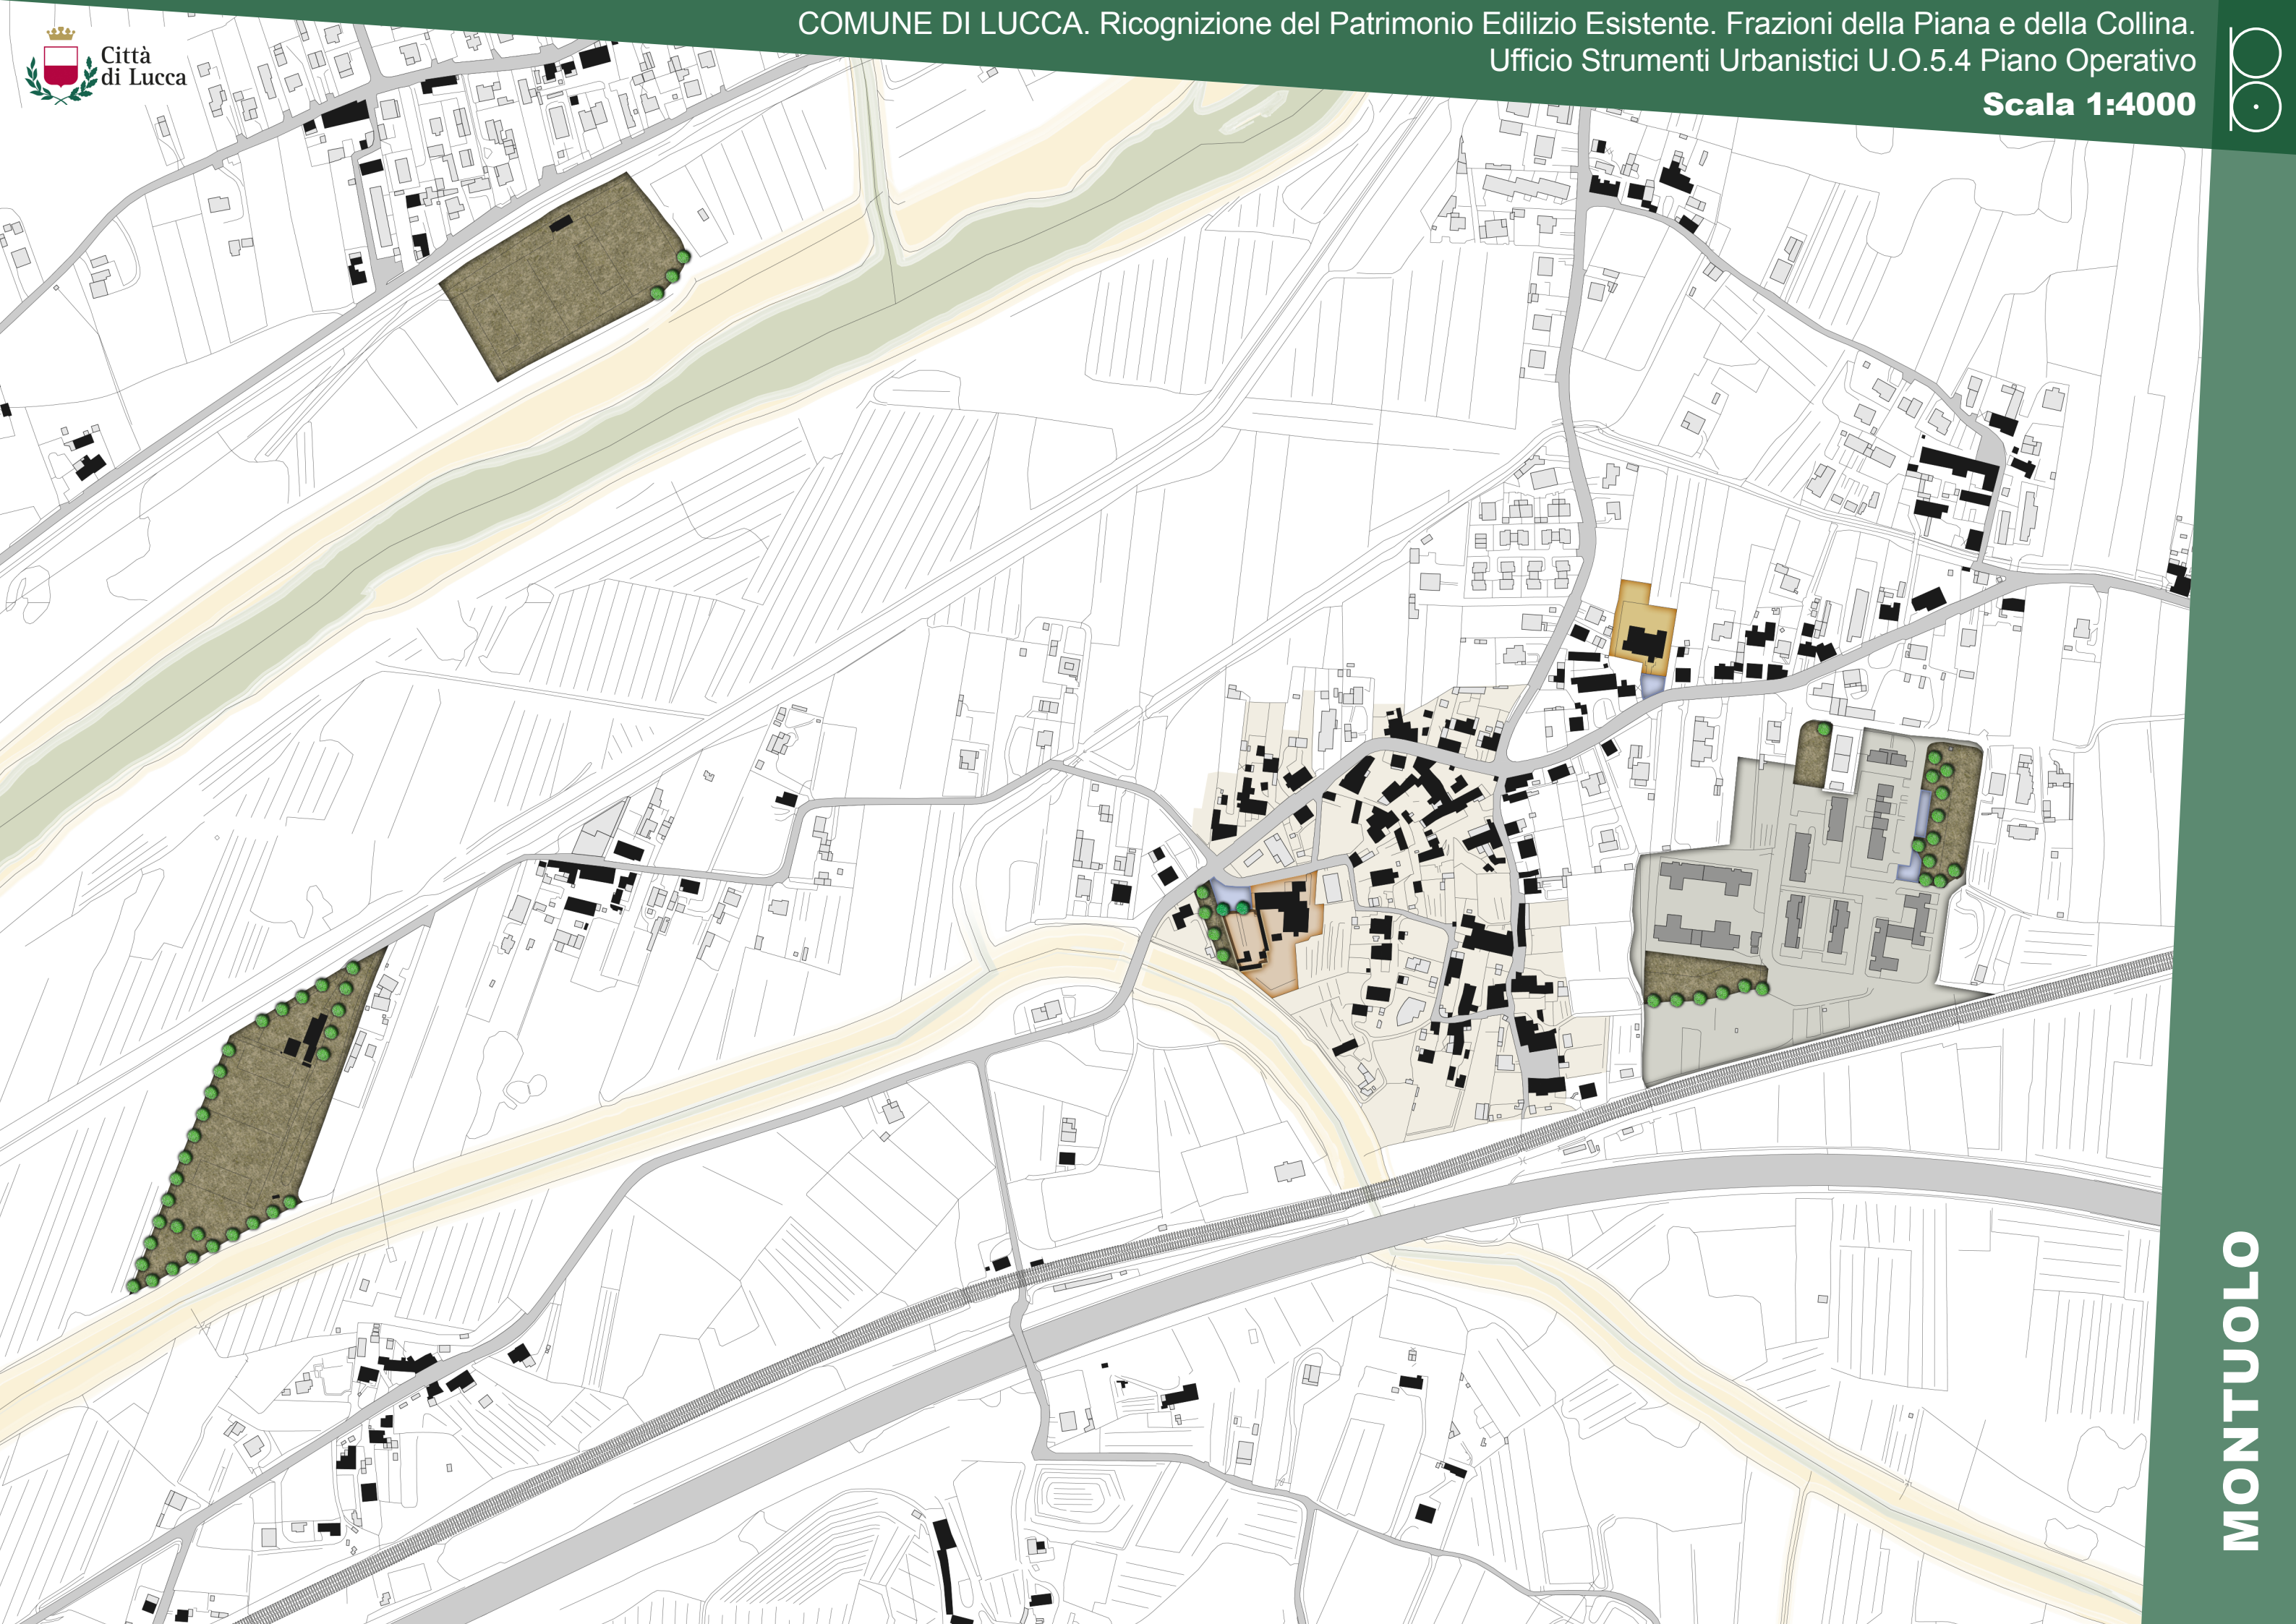 Città
di Lucca
COMUNE DI LUCCA. Ricognizione del Patrimonio Edilizio Esistente. Frazioni della Piana e della Collina.
Ufficio Strumenti Urbanistici U.O.5.4 Piano Operativo
Scala 1:4000
MONTUOLO